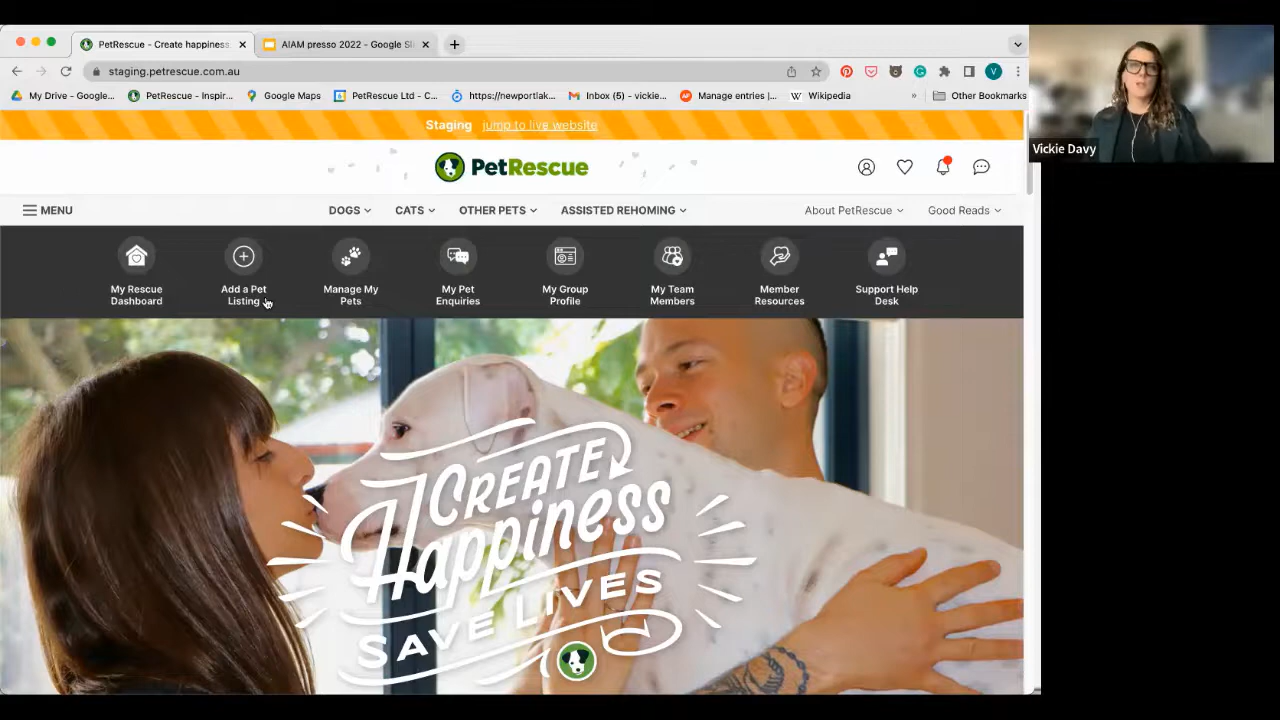 PetRescue - Create happiness.
AIAM presso 2022 - Google Sl
staging.petrescue.com.au
My Drive - Google...
PetRescue - Inspir...
Google Maps
PetRescue Ltd - C...
https://newportlak...
Inbox (5) - vickie...
Manage entries |...
Wikipedia
»
Other Bookmarks
V
Staging jump to live website
PetRescue
MENU
DOGS
CATS
OTHER PETS
ASSISTED REHOMING
About PetRescue
Good Reads
My Rescue
Dashboard
Add a Pet
Listing
Manage My
Pets
My Pet
Enquiries
My Group
Profile
My Team
Members
Member
Resources
Support Help
Desk
CREATE
Happiness
SAVE LIVES
Vickie Davy